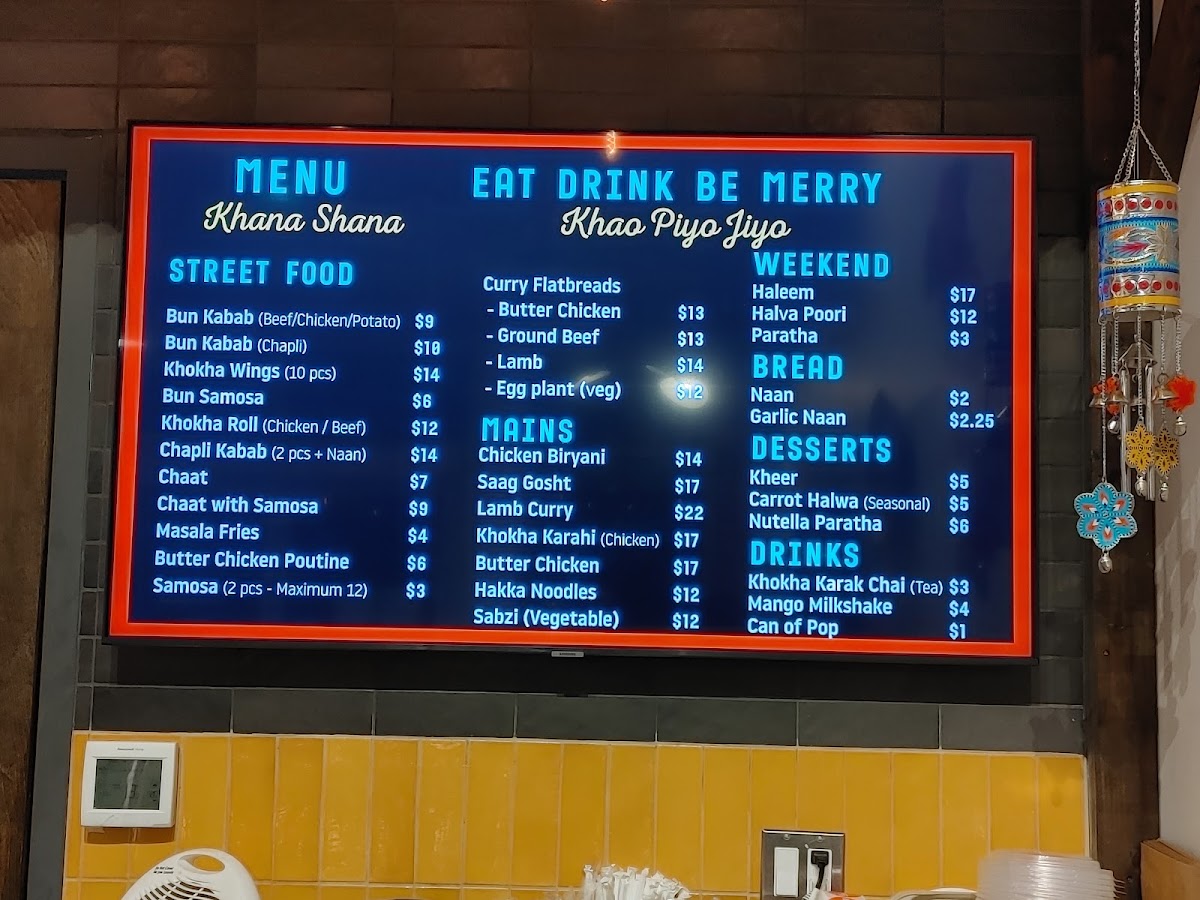 MENU
Khana Shana
EAT DRINK BE MERRY
Khao Piyo Jiyo
STREET FOOD
Bun Kabab (Beef/Chicken/Potato) $9
Bun Kabab (Chapli) $10
Khokha Wings (10 pcs) $14
Bun Samosa $6
Khokha Roll (Chicken / Beef) $12
Chapli Kabab (2 pcs + Naan) $14
Chaat $7
Chaat with Samosa $9
Masala Fries $4
Butter Chicken Poutine $6
Samosa (2 pcs - Maximum 12) $3
Curry Flatbreads
- Butter Chicken $13
- Ground Beef $13
- Lamb $14
- Egg plant (veg) $12
MAINS
Chicken Biryani $14
Saag Gosht $17
Lamb Curry $22
Khokha Karahi (Chicken) $17
Butter Chicken $17
Hakka Noodles $12
Sabzi (Vegetable) $12
WEEKEND
Haleem $17
Halva Poori $12
Paratha $3
BREAD
Naan $2
Garlic Naan $2.25
DESSERTS
Kheer $5
Carrot Halwa (Seasonal) $5
Nutella Paratha $6
DRINKS
Khokha Karak Chai (Tea) $3
Mango Milkshake $4
Can of Pop $1